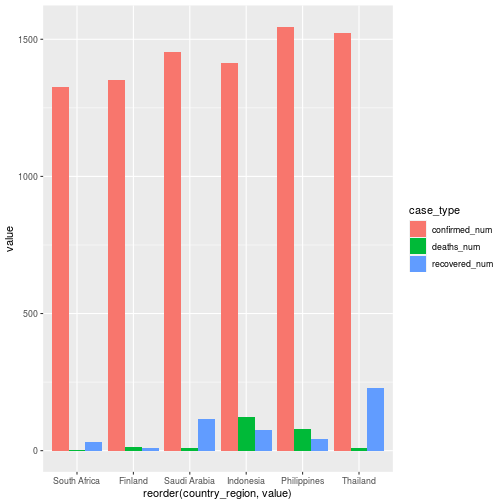 1500
1000
500
0
value
South Africa
Finland
Saudi Arabia
Indonesia
Philippines
Thailand
reorder(country_region, value)
case_type
confirmed_num
deaths_num
recovered_num